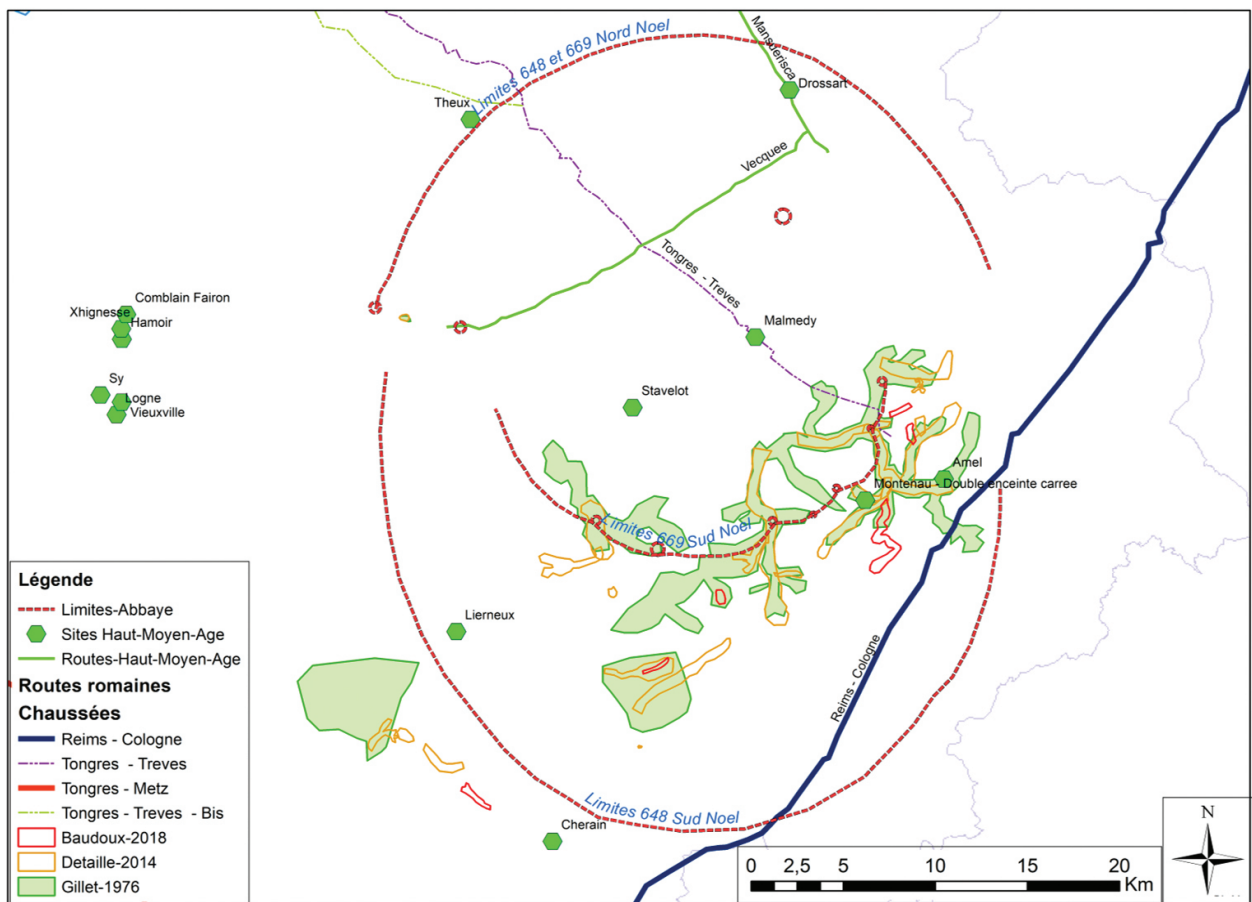 Limites 648 et 669 Nord Noel
Mansuerisca
Drossart
Theux
Vecquee
Tongres - Treves
Comblain Fairon
Xhignesse
Hamoir
Malmedy
Sy
Logne
Vieuxville
Stavelot
Amel
Montenau - Double enceinte carree
Limites 669 Sud Noel
Lierneux
Reims - Cologne
Limites 648 Sud Noel
Cherain
Légende
Limites-Abbaye
Sites Haut-Moyen-Age
Routes-Haut-Moyen-Age
Routes romaines
Chaussées
Reims - Cologne
Tongres - Treves
Tongres - Metz
Tongres - Treves - Bis
Baudoux-2018
Detaille-2014
Gillet-1976
0 2,5 5 10 15 20
Km
N